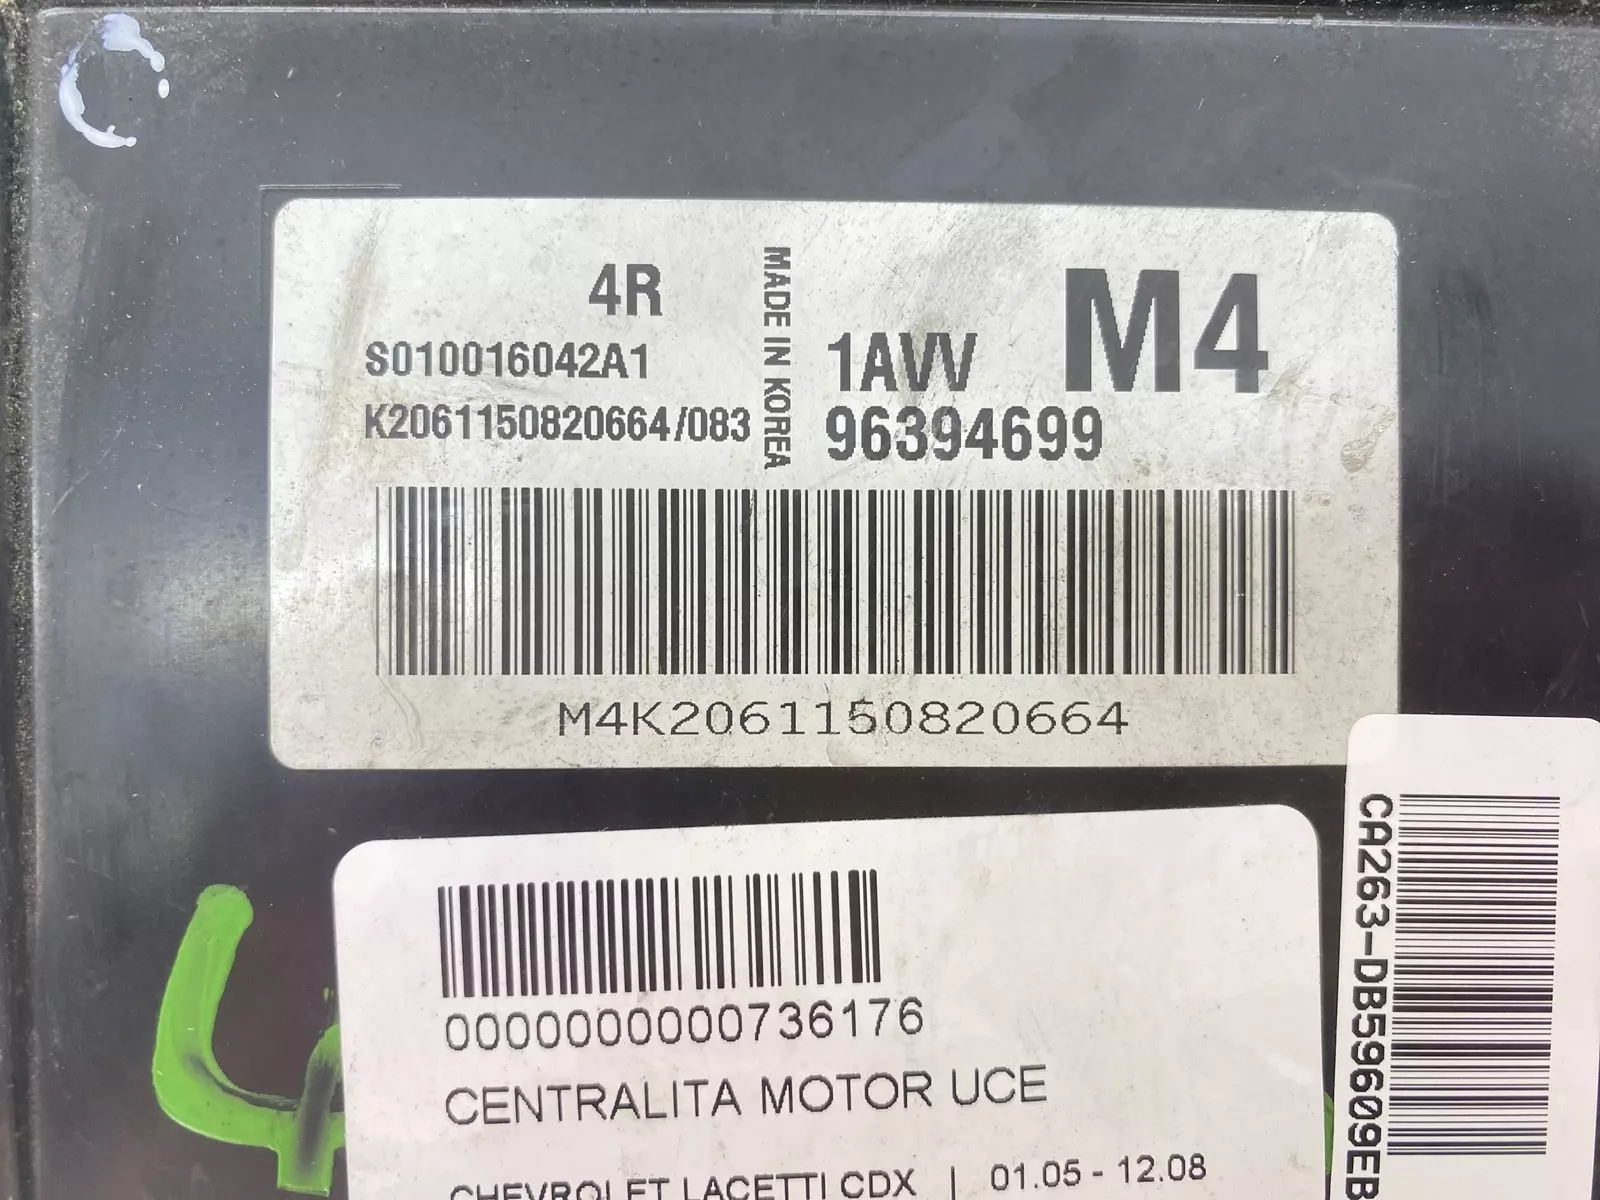 4R
S010016042A1
K2061150820664/083
MADE IN KOREA
1AVV
M4
96394699
M4K2061150820664
0000000000736176
CENTRALITA MOTOR UCE
CHEVROLET LACETTI CDX | 01.05 - 12.08
CA263-DB59609EB
4